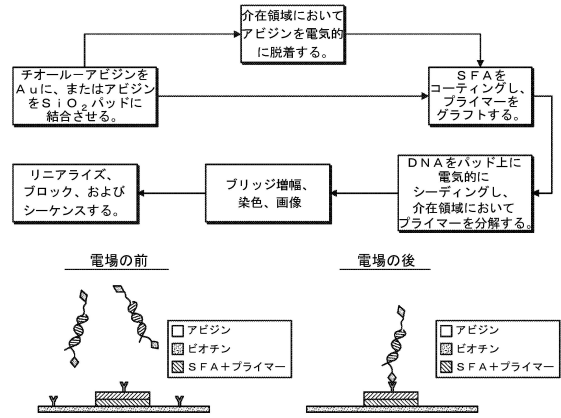 介在領域において
アビジンを電気的
に脱着する。
チオール－アビジンを
Ａuに、またはアビジン
をＳiＯ₂パッドに
結合させる。
ＳＦＡを
コーティングし、
プライマーを
グラフトする。
ＤＮＡをパッド上に
電気的に
シーディングし、
介在領域において
プライマーを分解する。
ブリッジ増幅、
染色、画像
リニアライズ、
ブロック、および
シーケンスする。
電場の前
アビジン
ビオチン
ＳＦＡ＋プライマー
電場の後
アビジン
ビオチン
ＳＦＡ＋プライマー